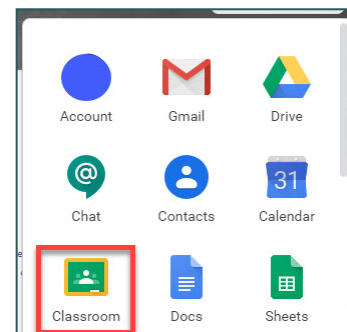 Account Gmail Drive
@
31
Chat Contacts Calendar
Classroom Docs Sheets